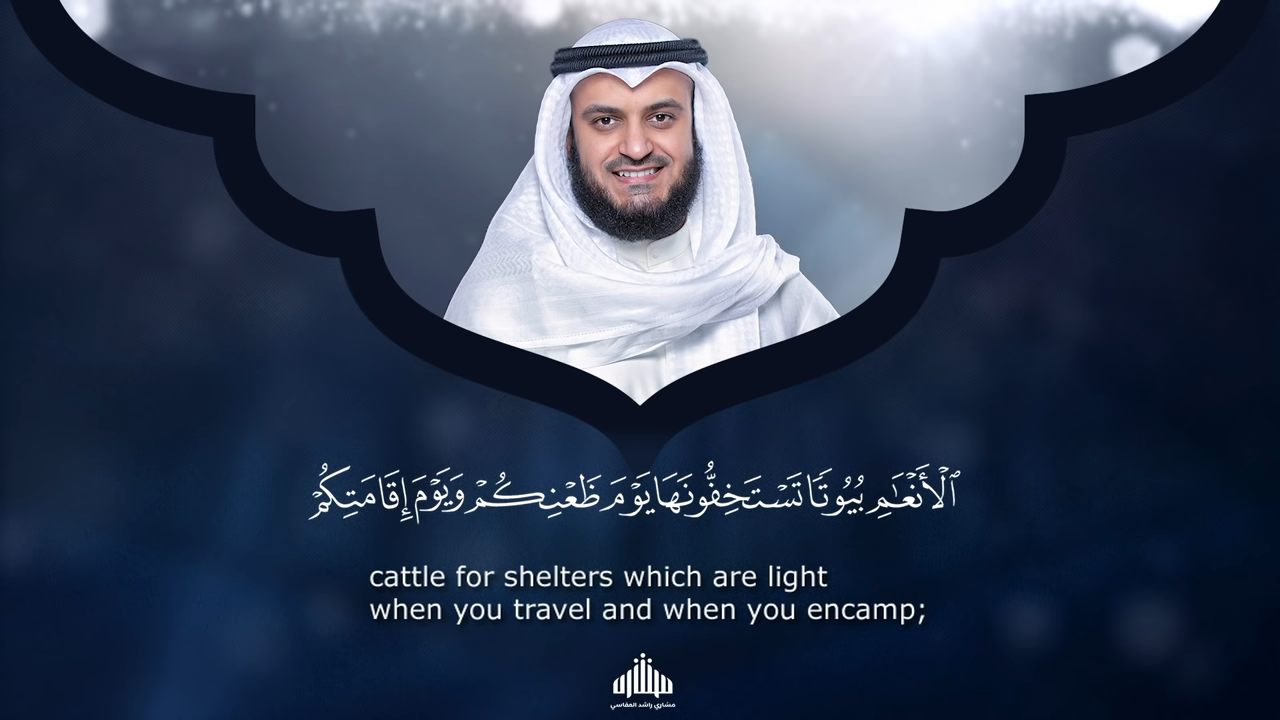 ٱلْأَنْعَـٰمِ بُيُوتًا تَسْتَخِفُّونَهَا يَوْمَ ظَعْنِكُمْ وَيَوْمَ إِقَامَتِكُمْ
cattle for shelters which are light
when you travel and when you encamp;
مشاري راشد العفاسي